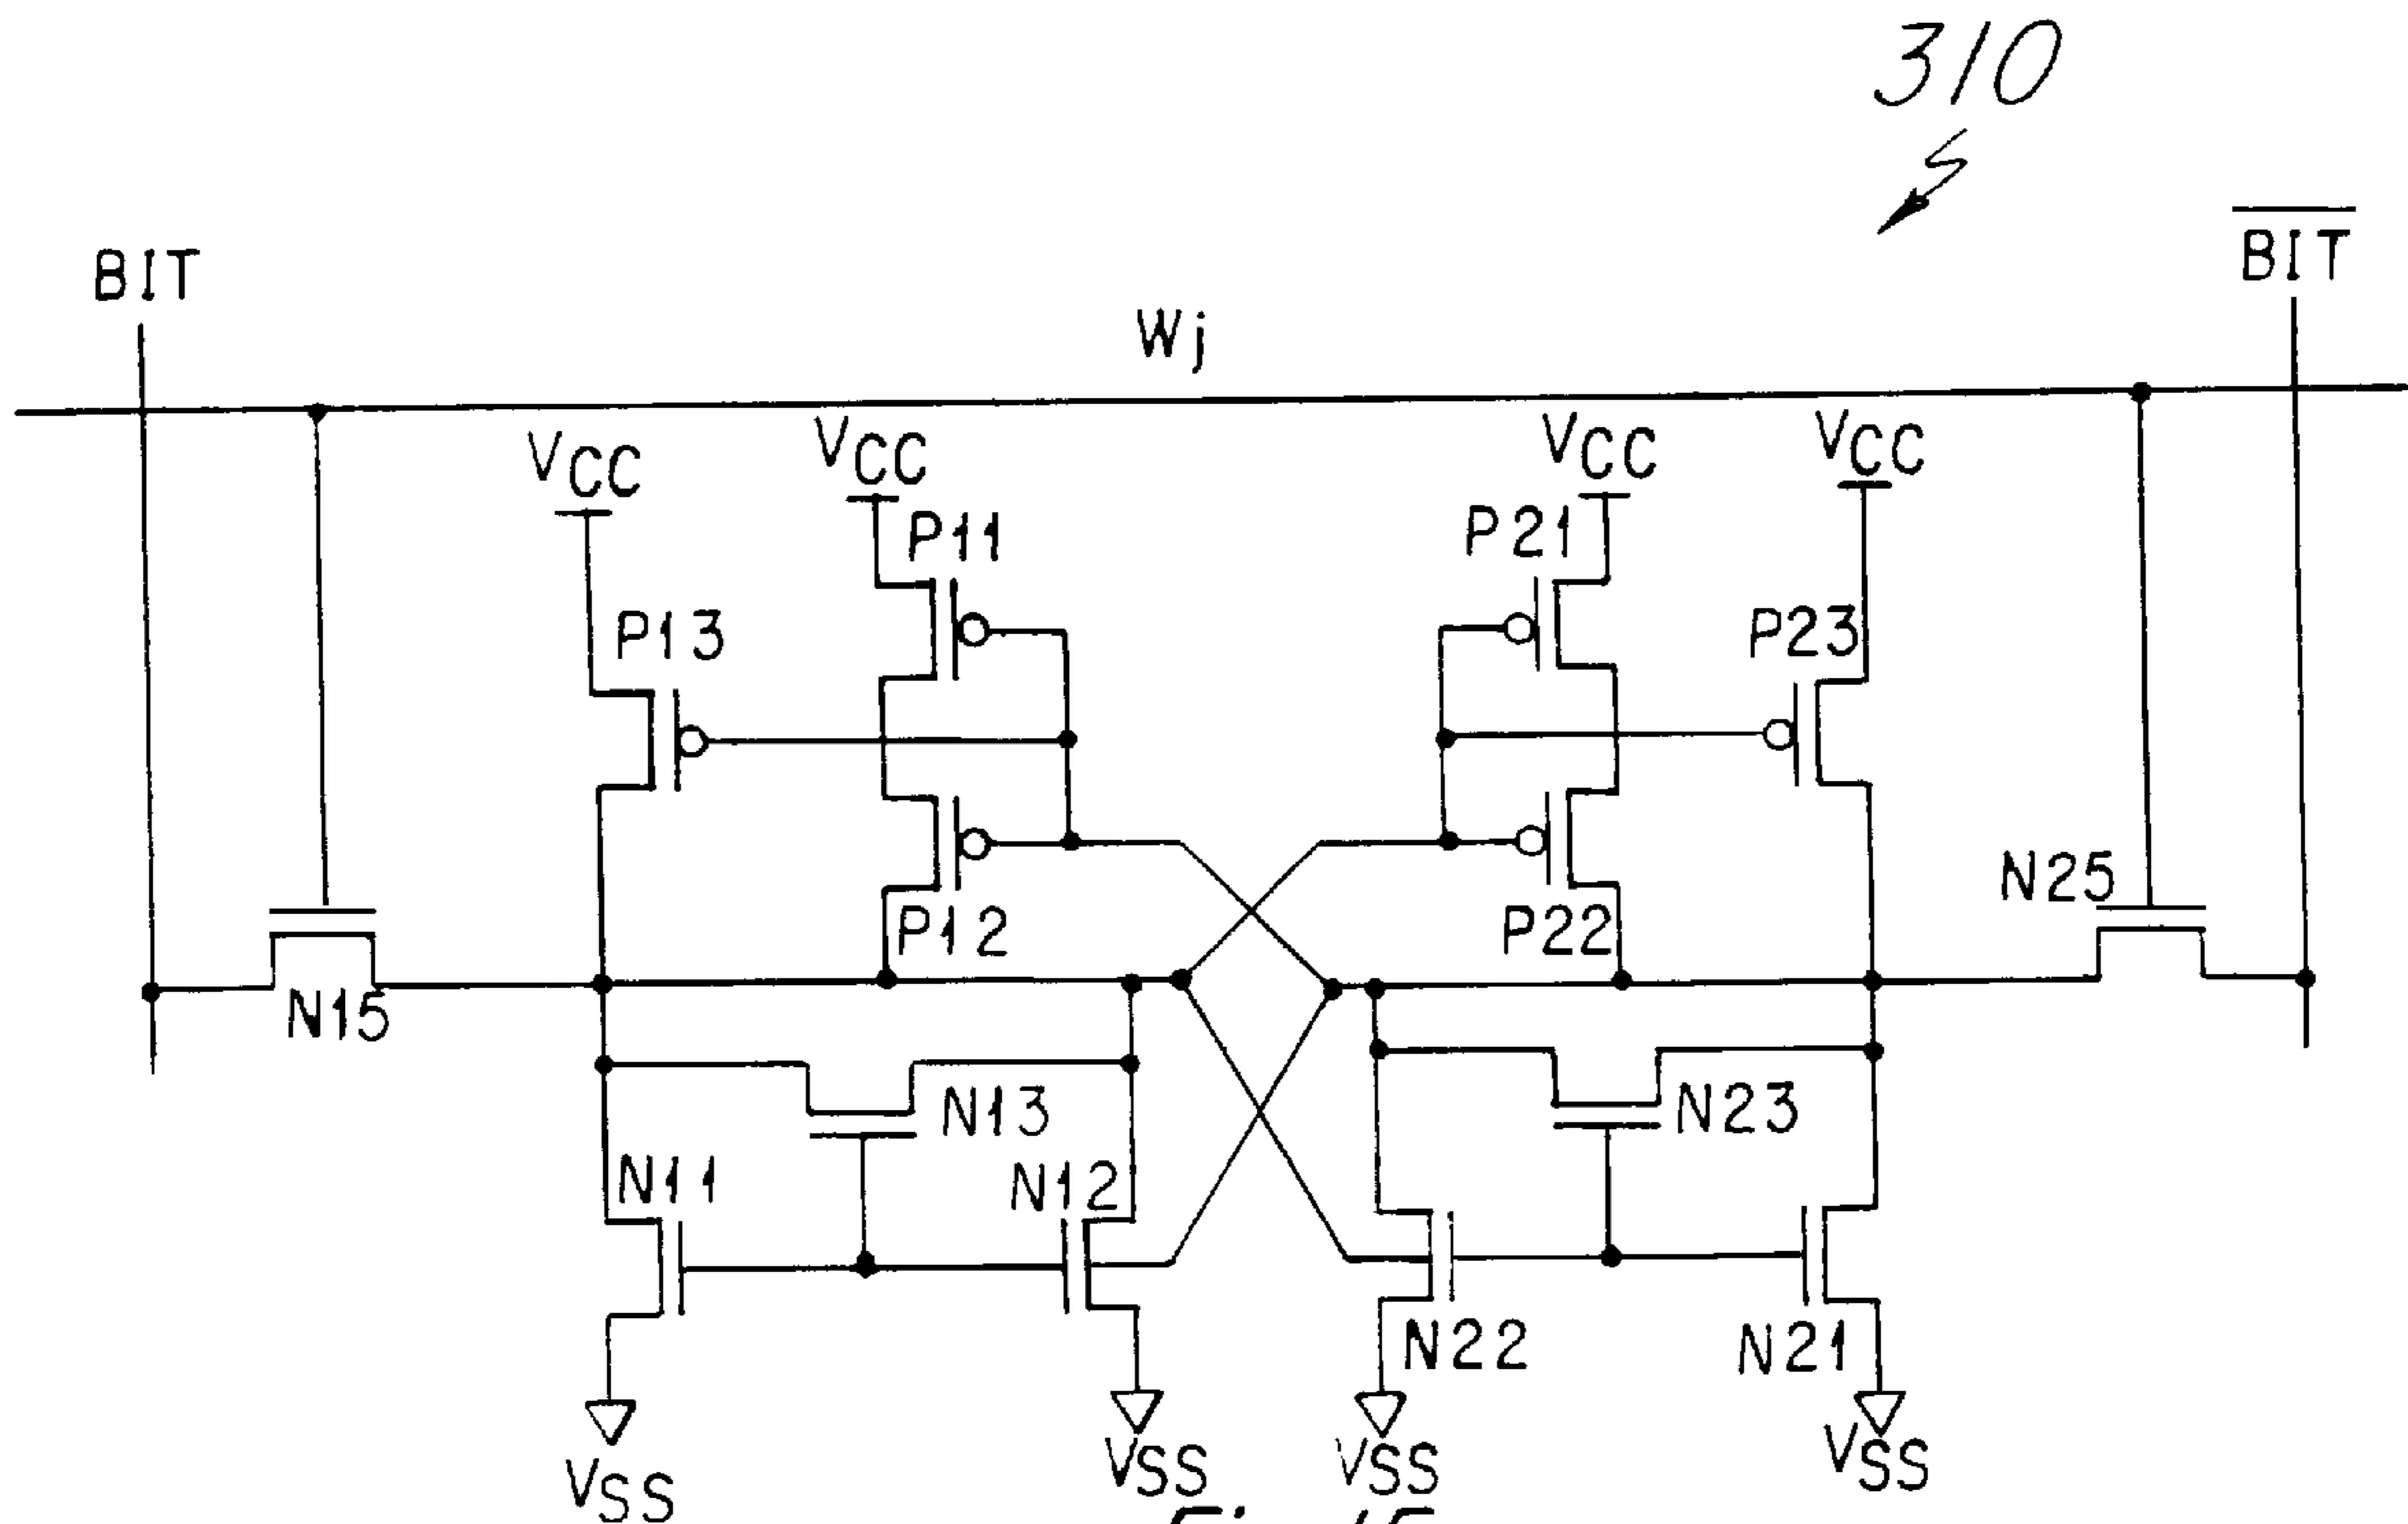 310
BIT
BIT
Wj
VCC
VCC
VCC
VCC
P11
P21
P13
P23
N25
P12
P22
N15
N13
N23
N11
N12
N22
N21
VSS
VSS
VSS
VSS